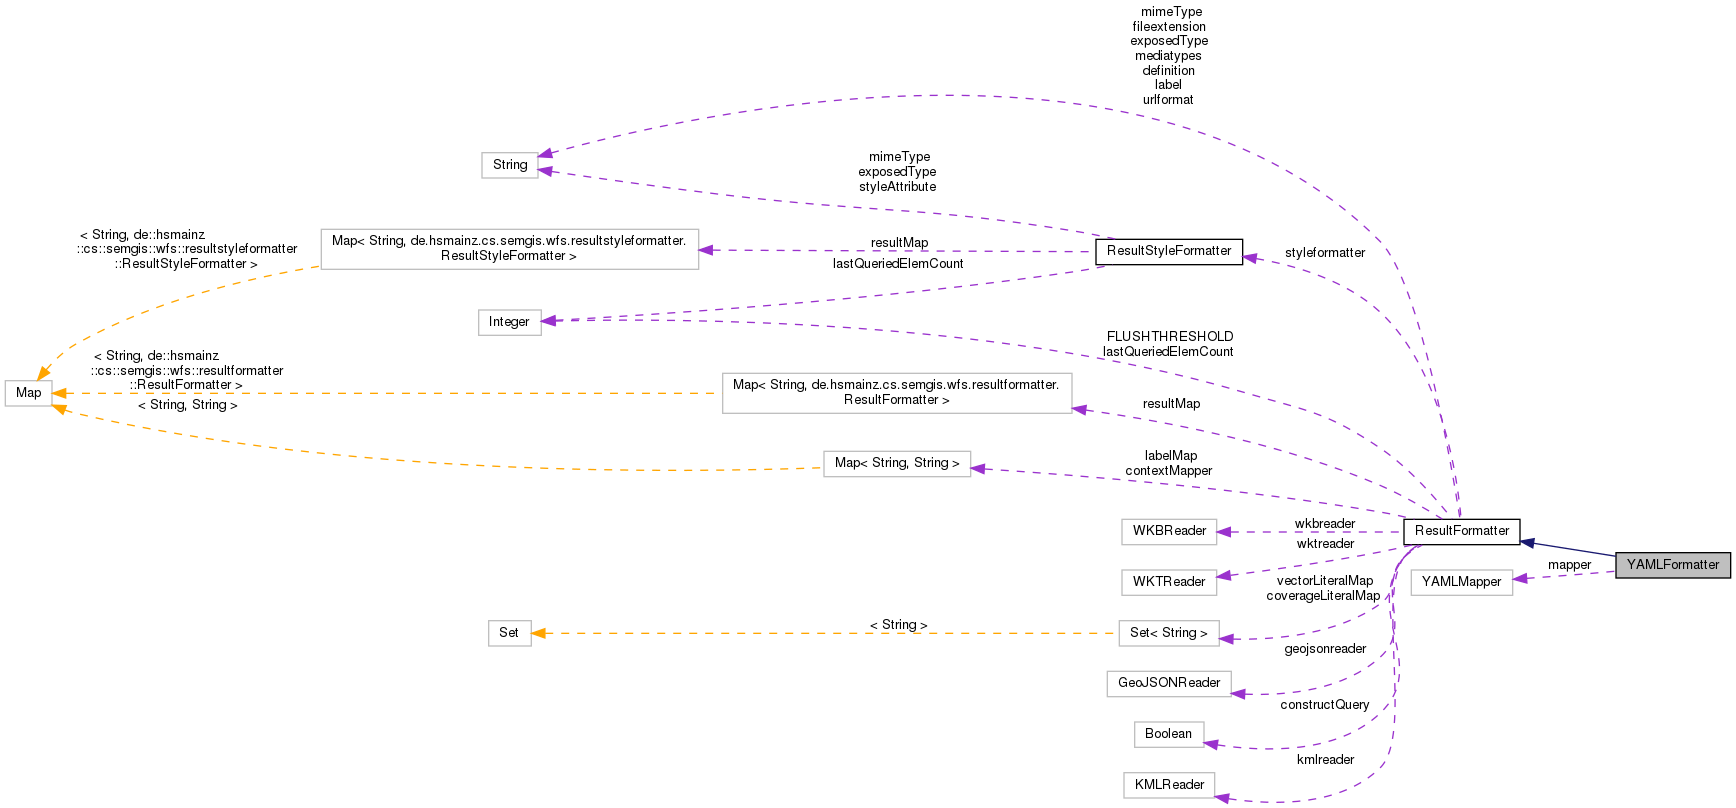 mimeType
fileextension
exposedType
mediatypes
definition
label
urlformat
mimeType
exposedType
styleAttribute
String
< String, de::hsmainz
::cs::semgis::wfs::resultstyleformatter
::ResultStyleFormatter >
Map< String, de.hsmainz.cs.semgis.wfs.resultstyleformatter.
ResultStyleFormatter >
resultMap
ResultStyleFormatter
styleformatter
lastQueriedElemCount
Integer
FLUSHTHRESHOLD
lastQueriedElemCount
< String, de::hsmainz
::cs::semgis::wfs::resultformatter
::ResultFormatter >
Map
< String, String >
Map< String, de.hsmainz.cs.semgis.wfs.resultformatter.
ResultFormatter >
resultMap
Map< String, String >
labelMap
contextMapper
WKBReader
wkbreader
ResultFormatter
wktreader
WKTReader
YAMLMapper
mapper
YAMLFormatter
vectorLiteralMap
coverageLiteralMap
Set
< String >
Set< String >
geojsonreader
GeoJSONReader
constructQuery
Boolean
kmlreader
KMLReader